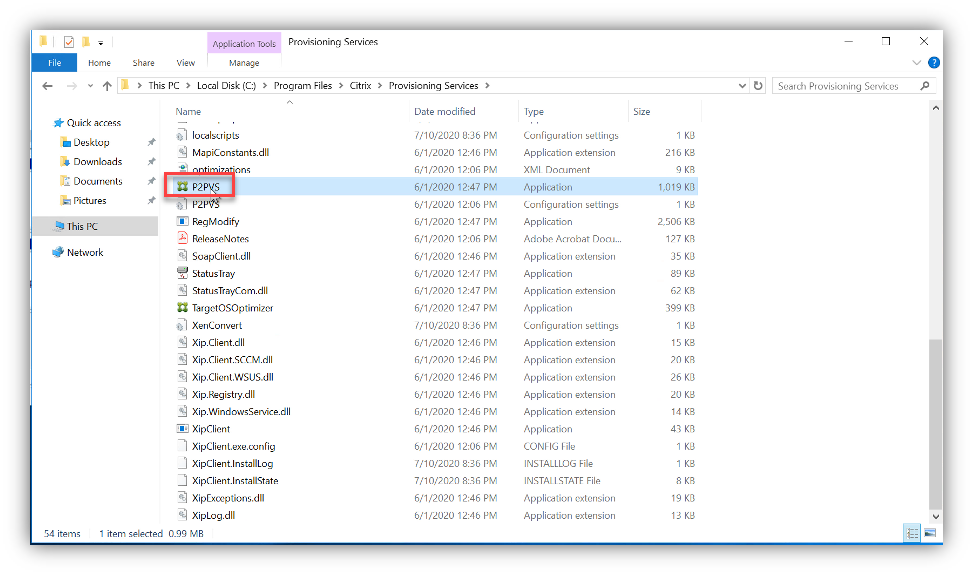 Application Tools Provisioning Services
File Home Share View Manage
This PC Local Disk (C:) Program Files Citrix Provisioning Services Search Provisioning Services
Quick access
Desktop
Downloads
Documents
Pictures
This PC
Network
Name Date modified Type Size
localscripts 7/10/2020 8:36 PM Configuration settings 1 KB
MapiConstants.dll 6/1/2020 12:46 PM Application extension 216 KB
optimizations 6/1/2020 12:06 PM XML Document 9 KB
P2PVS 6/1/2020 12:47 PM Application 1,019 KB
P2PVS 6/1/2020 12:06 PM Configuration settings 1 KB
RegModify 6/1/2020 12:47 PM Application 2,506 KB
ReleaseNotes 6/1/2020 12:06 PM Adobe Acrobat Docu... 127 KB
SoapClient.dll 6/1/2020 12:46 PM Application extension 35 KB
StatusTray 6/1/2020 12:47 PM Application 89 KB
StatusTrayCom.dll 6/1/2020 12:47 PM Application extension 62 KB
TargetOSOptimizer 6/1/2020 12:47 PM Application 399 KB
XenConvert 7/10/2020 8:36 PM Configuration settings 1 KB
Xip.Client.dll 6/1/2020 12:46 PM Application extension 15 KB
Xip.Client.SCCM.dll 6/1/2020 12:46 PM Application extension 20 KB
Xip.Client.WSUS.dll 6/1/2020 12:46 PM Application extension 26 KB
Xip.Registry.dll 6/1/2020 12:46 PM Application extension 20 KB
Xip.WindowsService.dll 6/1/2020 12:46 PM Application extension 14 KB
XipClient 6/1/2020 12:46 PM Application 43 KB
XipClient.exe.config 6/1/2020 12:06 PM CONFIG File 1 KB
XipClient.InstallLog 7/10/2020 8:36 PM INSTALLLOG File 1 KB
XipClient.InstallState 7/10/2020 8:36 PM INSTALLSTATE File 8 KB
XipExceptions.dll 6/1/2020 12:46 PM Application extension 19 KB
XipLog.dll 6/1/2020 12:46 PM Application extension 13 KB
54 items 1 item selected 0.99 MB